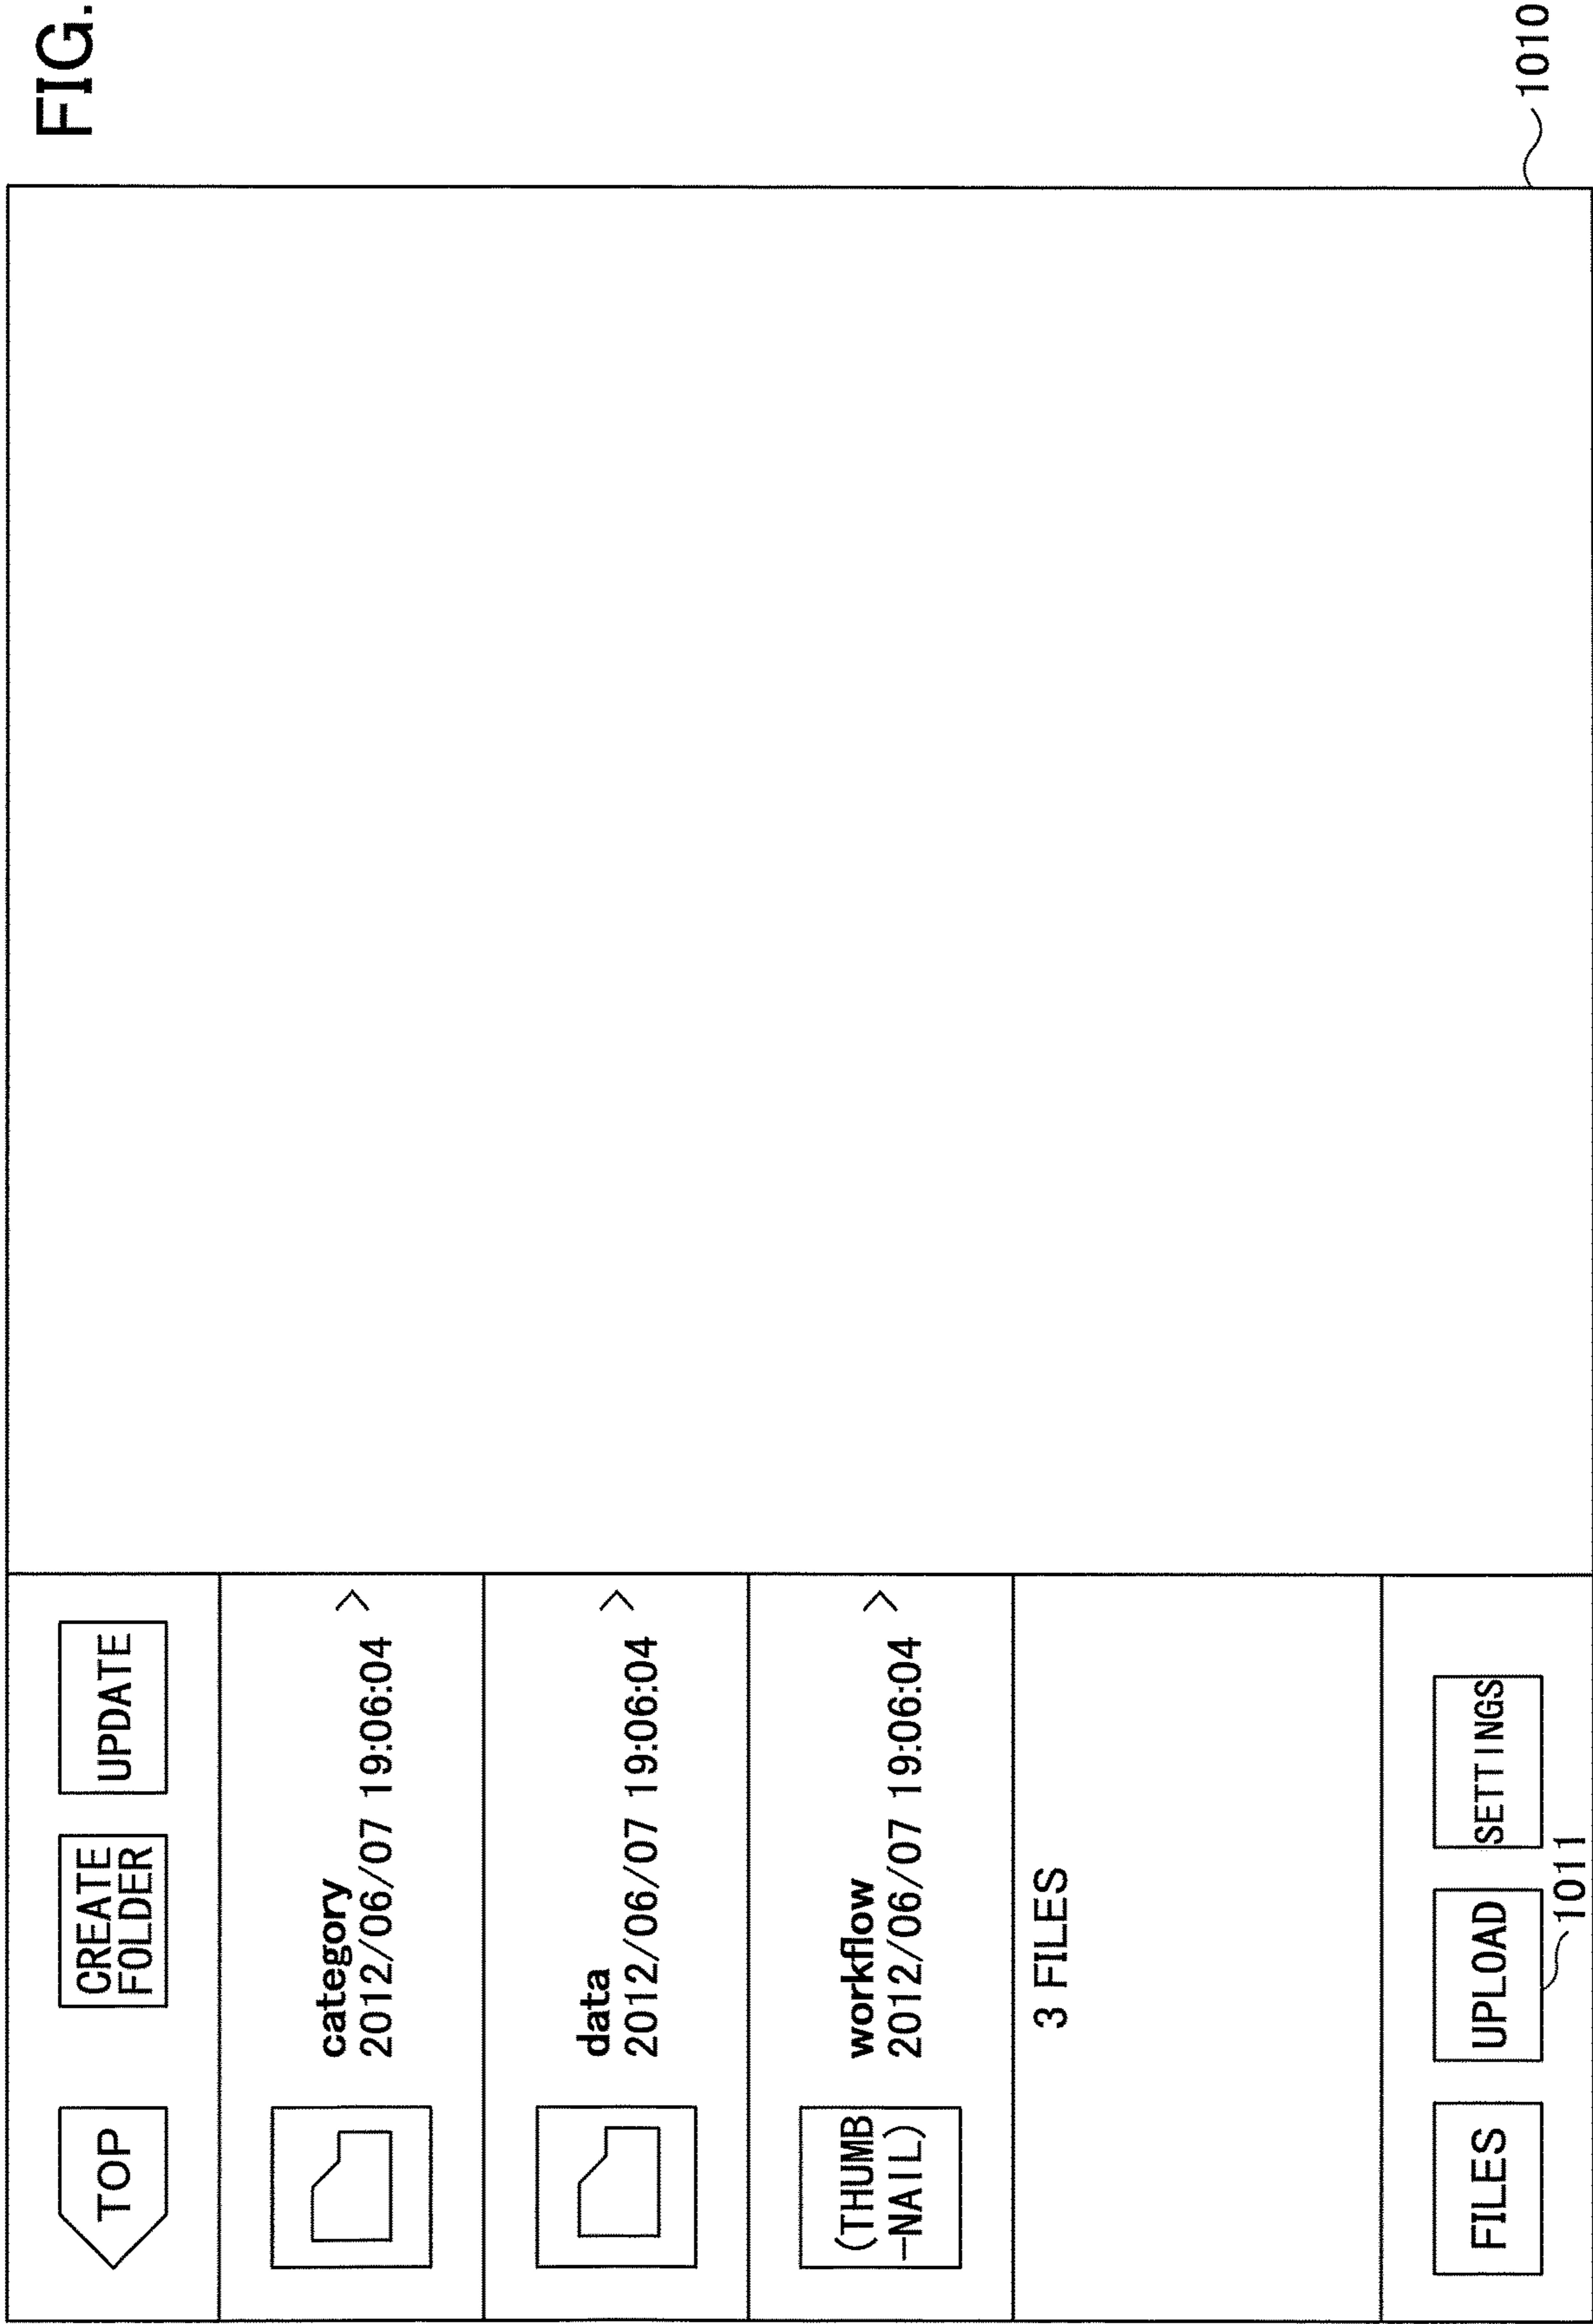 FIG.
TOP
CREATE
FOLDER
UPDATE
category
2012/06/07 19:06:04 >
data
2012/06/07 19:06:04 >
(THUMB
-NAIL)
workflow
2012/06/07 19:06:04 >
3 FILES
FILES
UPLOAD
SETTINGS
1011
1010